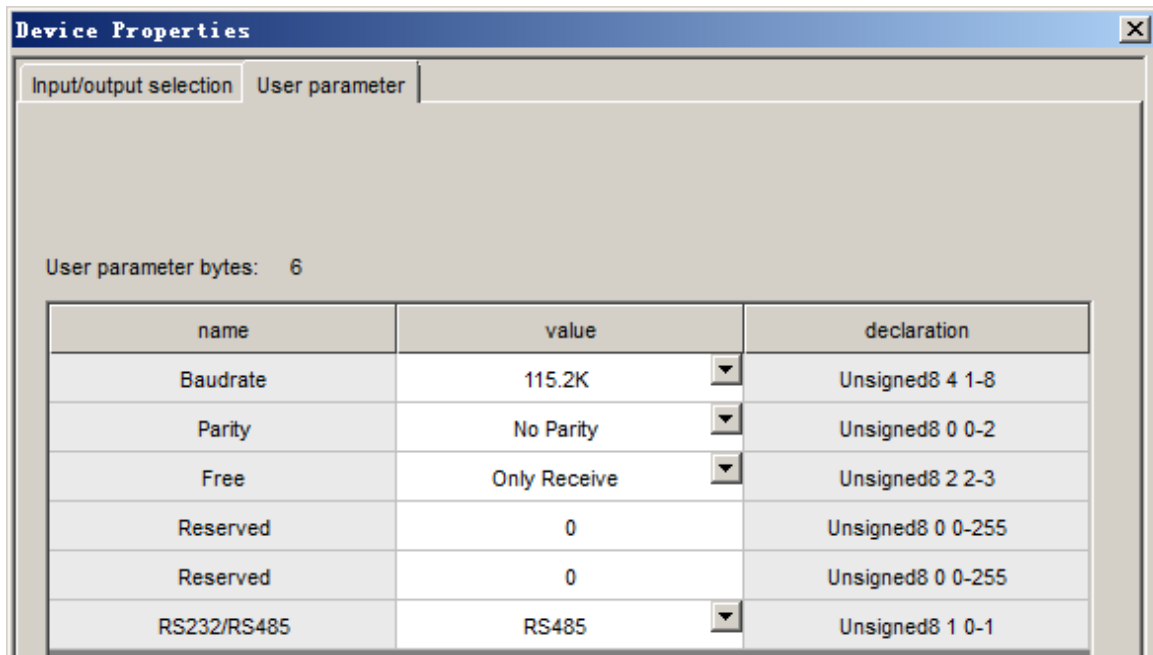 Device Properties
Input/output selection User parameter
User parameter bytes: 6
name value declaration
Baudrate 115.2K Unsigned8 4 1-8
Parity No Parity Unsigned8 0 0-2
Free Only Receive Unsigned8 2 2-3
Reserved 0 Unsigned8 0 0-255
Reserved 0 Unsigned8 0 0-255
RS232/RS485 RS485 Unsigned8 1 0-1